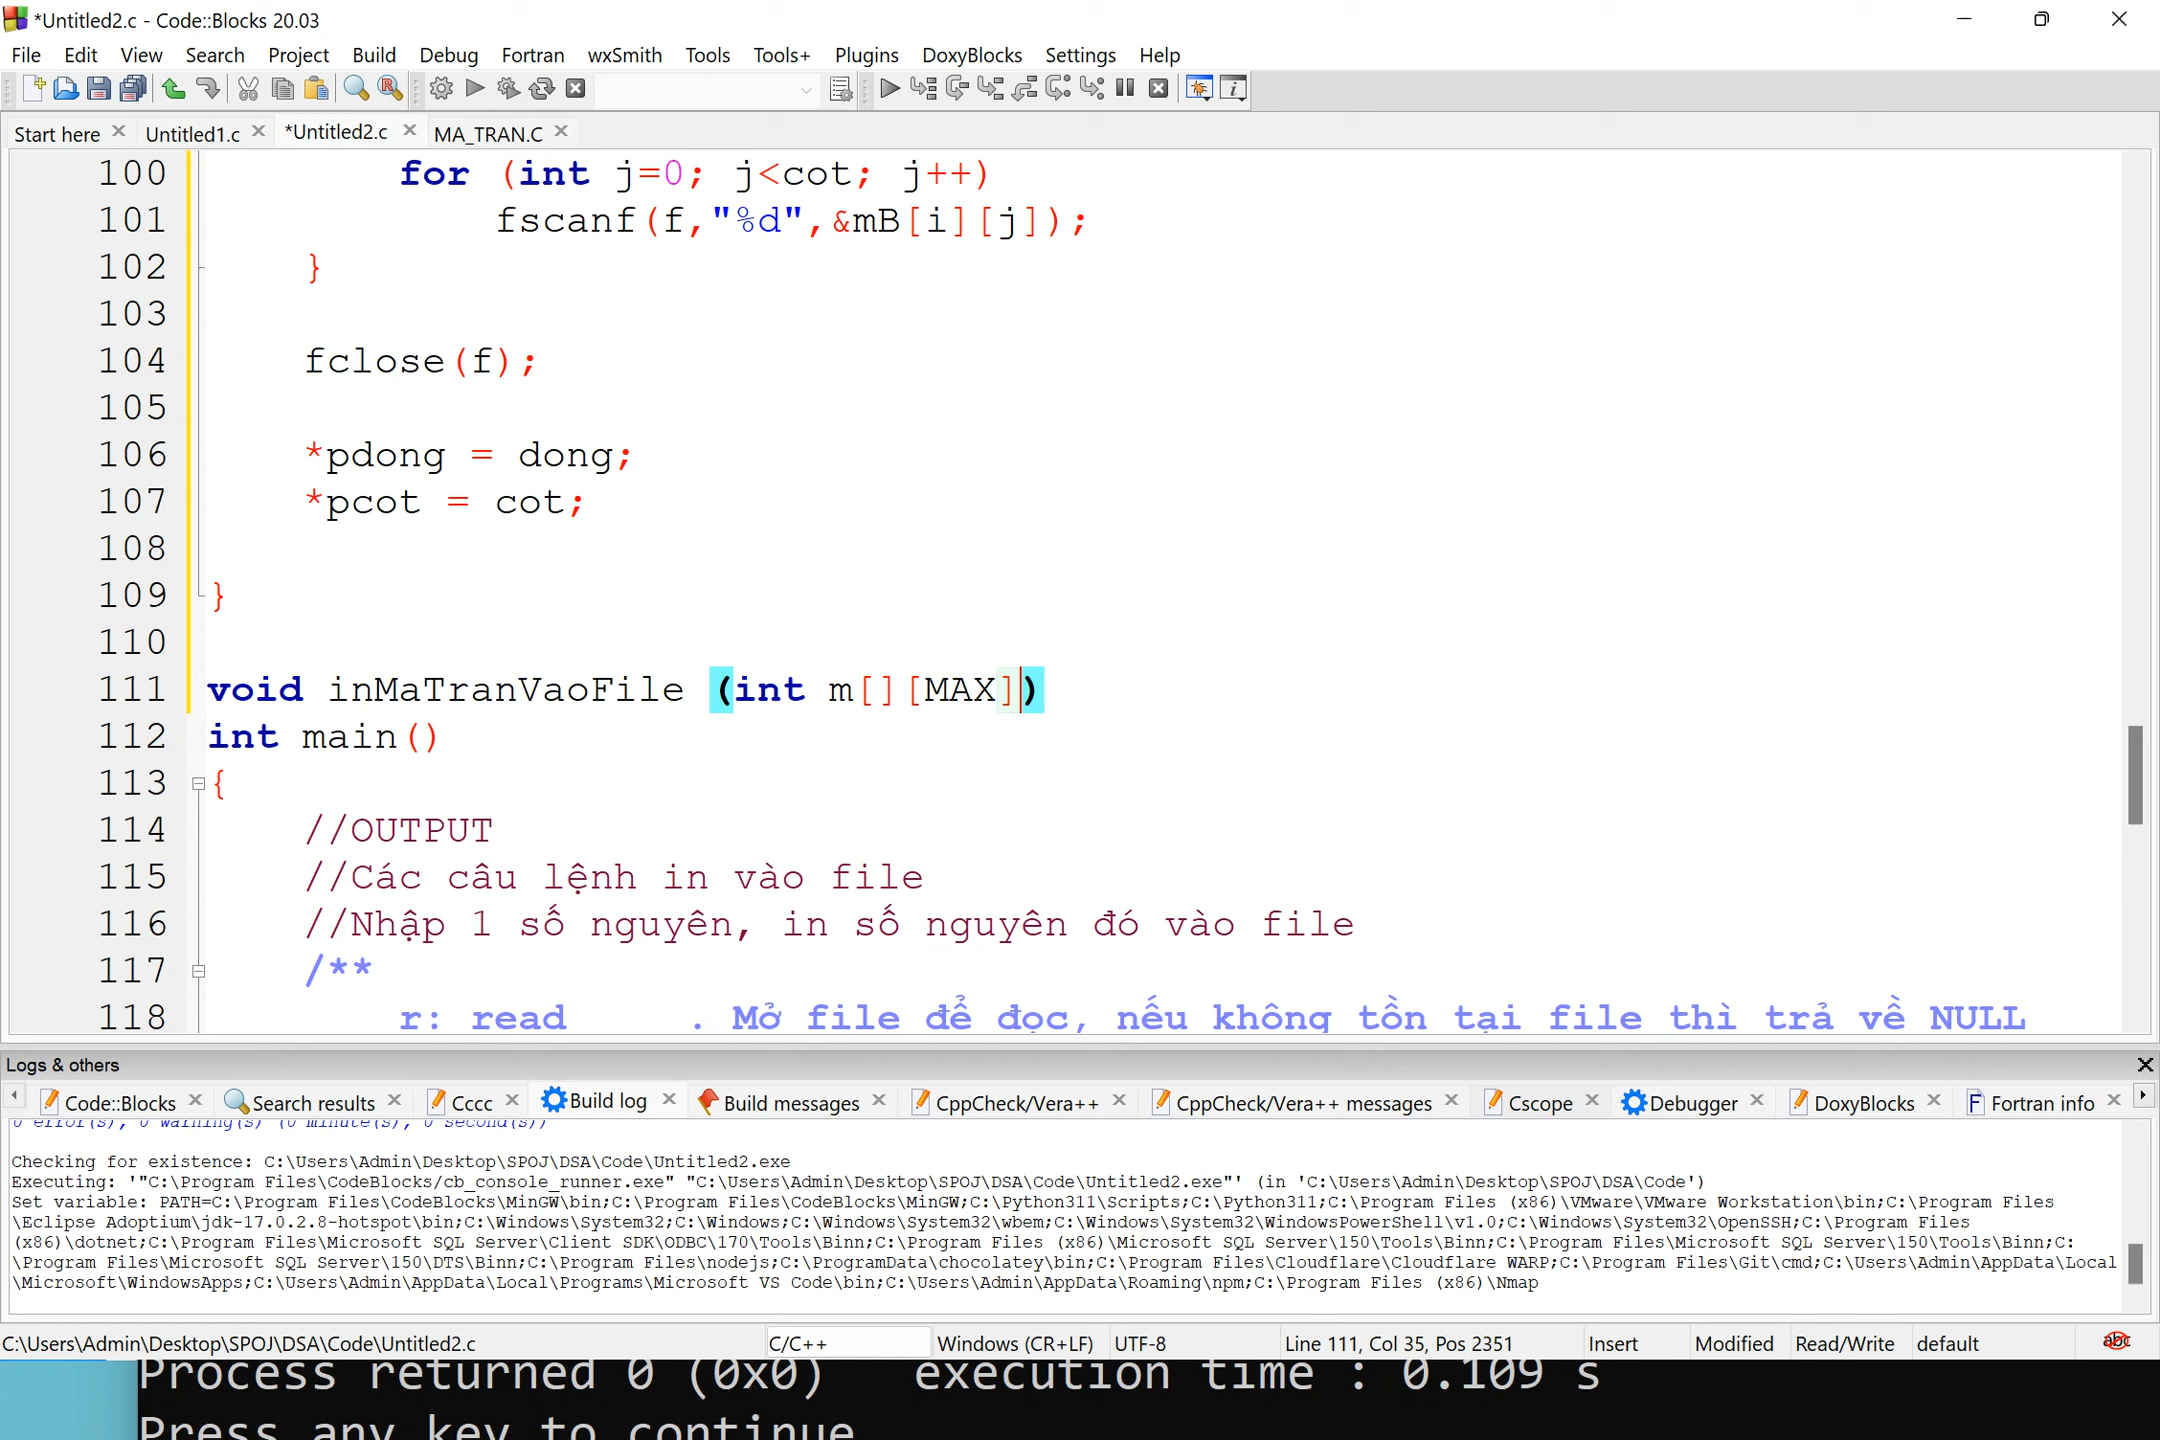 *Untitled2.c - Code::Blocks 20.03
File Edit View Search Project Build Debug Fortran wxSmith Tools Tools+ Plugins DoxyBlocks Settings Help
Start here Untitled1.c *Untitled2.c MA_TRAN.C
100 for (int j=0; j<cot; j++)
101 fscanf(f,"%d",&mB[i][j]);
102 }
103
104 fclose(f);
105
106 *pdong = dong;
107 *pcot = cot;
108
109 }
110
111 void inMaTranVaoFile (int m[][MAX])
112 int main()
113 {
114 //OUTPUT
115 //Các câu lệnh in vào file
116 //Nhập 1 số nguyên, in số nguyên đó vào file
117 /**
118 r: read . Mở file để đọc, nếu không tồn tại file thì trả về NULL
Logs & others
Code::Blocks Search results Cccc Build log Build messages CppCheck/Vera++ CppCheck/Vera++ messages Cscope Debugger DoxyBlocks Fortran info
0 error(s), 0 warning(s) (0 minute(s), 0 second(s))
Checking for existence: C:\Users\Admin\Desktop\SPOJ\DSA\Code\Untitled2.exe
Executing: '"C:\Program Files\CodeBlocks/cb_console_runner.exe" "C:\Users\Admin\Desktop\SPOJ\DSA\Code\Untitled2.exe"' (in 'C:\Users\Admin\Desktop\SPOJ\DSA\Code')
Set variable: PATH=C:\Program Files\CodeBlocks\MinGW\bin;C:\Program Files\CodeBlocks\MinGW;C:\Python311\Scripts;C:\Python311;C:\Program Files (x86)\VMware\VMware Workstation\bin;C:\Program Files
\Eclipse Adoptium\jdk-17.0.2.8-hotspot\bin;C:\Windows\System32;C:\Windows;C:\Windows\System32\wbem;C:\Windows\System32\WindowsPowerShell\v1.0;C:\Windows\System32\OpenSSH;C:\Program Files
(x86)\dotnet;C:\Program Files\Microsoft SQL Server\Client SDK\ODBC\170\Tools\Binn;C:\Program Files (x86)\Microsoft SQL Server\150\Tools\Binn;C:\Program Files\Microsoft SQL Server\150\Tools\Binn;C:
\Program Files\Microsoft SQL Server\150\DTS\Binn;C:\Program Files\nodejs;C:\ProgramData\chocolatey\bin;C:\Program Files\Cloudflare\Cloudflare WARP;C:\Program Files\Git\cmd;C:\Users\Admin\AppData\Local
\Microsoft\WindowsApps;C:\Users\Admin\AppData\Local\Programs\Microsoft VS Code\bin;C:\Users\Admin\AppData\Roaming\npm;C:\Program Files (x86)\Nmap
C:\Users\Admin\Desktop\SPOJ\DSA\Code\Untitled2.c C/C++ Windows (CR+LF) UTF-8 Line 111, Col 35, Pos 2351 Insert Modified Read/Write default abc
Process returned 0 (0x0) execution time : 0.109 s
Press any key to continue